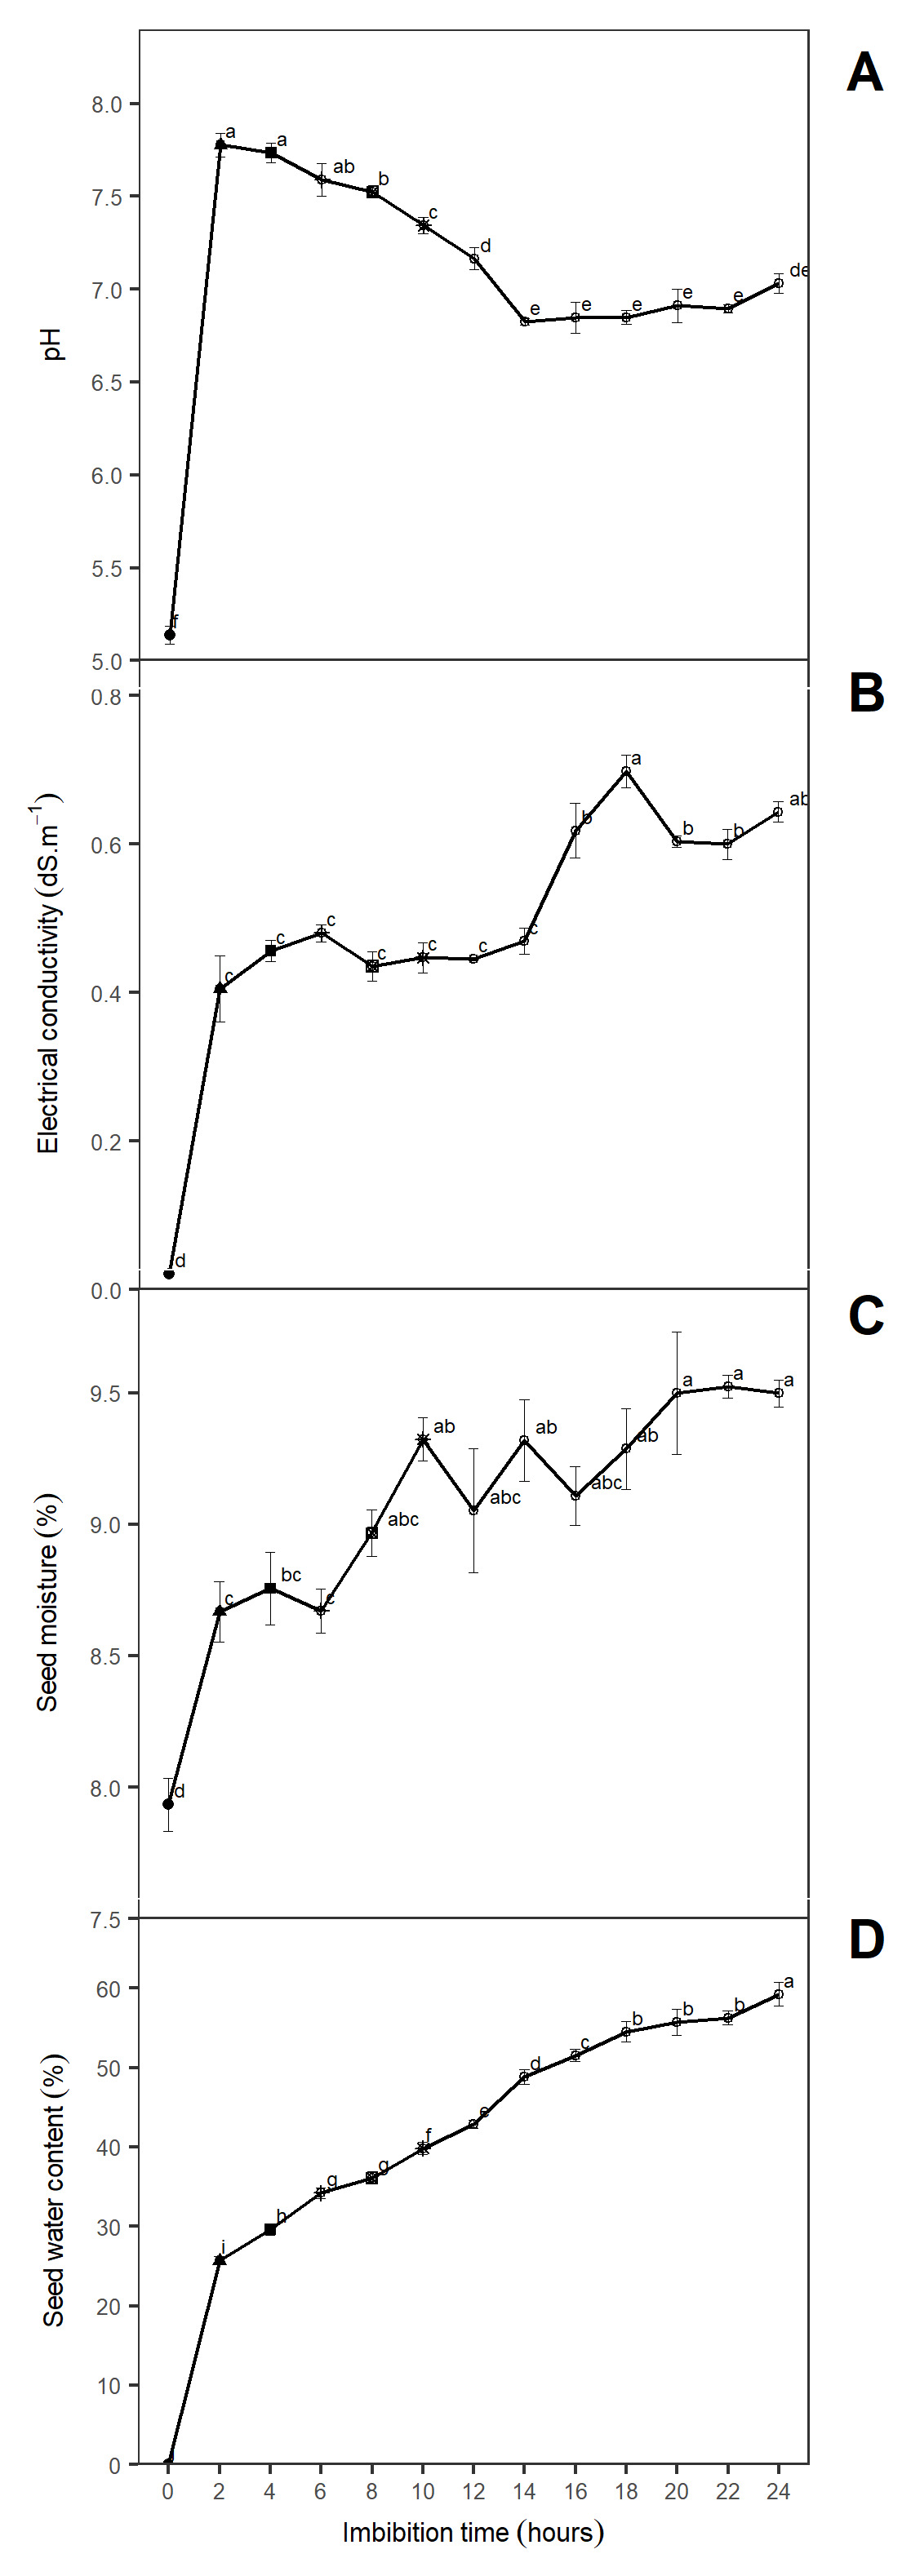 A
8.0
7.5
7.0
6.5
6.0
5.5
5.0
pH
a
a
ab
b
c
d
e
e
e
e
e
de
f
B
0.8
0.6
0.4
0.2
0.0
Electrical conductivity (dS.m⁻¹)
d
c
c
c
c
c
c
c
b
a
b
b
ab
C
9.5
9.0
8.5
8.0
7.5
Seed moisture (%)
d
c
bc
c
abc
ab
abc
ab
abc
ab
a
a
a
D
60
50
40
30
20
10
0
Seed water content (%)
i
h
g
g
f
e
d
c
b
b
b
a
0 2 4 6 8 10 12 14 16 18 20 22 24
Imbibition time (hours)